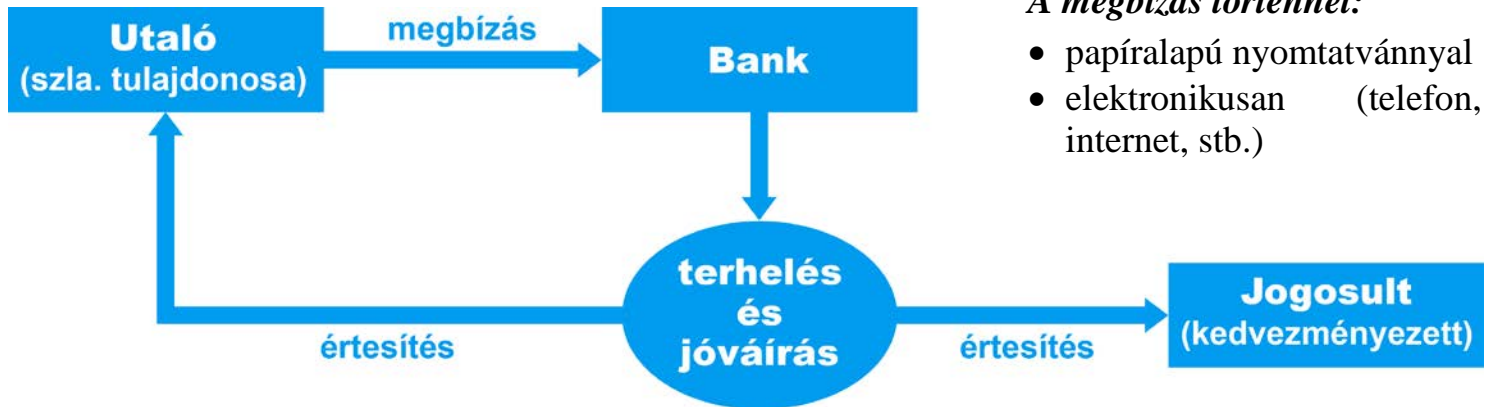 Utaló
(szla. tulajdonosa)
megbízás
Bank
A megbízás történhet:
• papíralapú nyomtatvánnyal
• elektronikusan (telefon,
internet, stb.)
terhelés
és
jóváírás
értesítés
értesítés
Jogosult
(kedvezményezett)